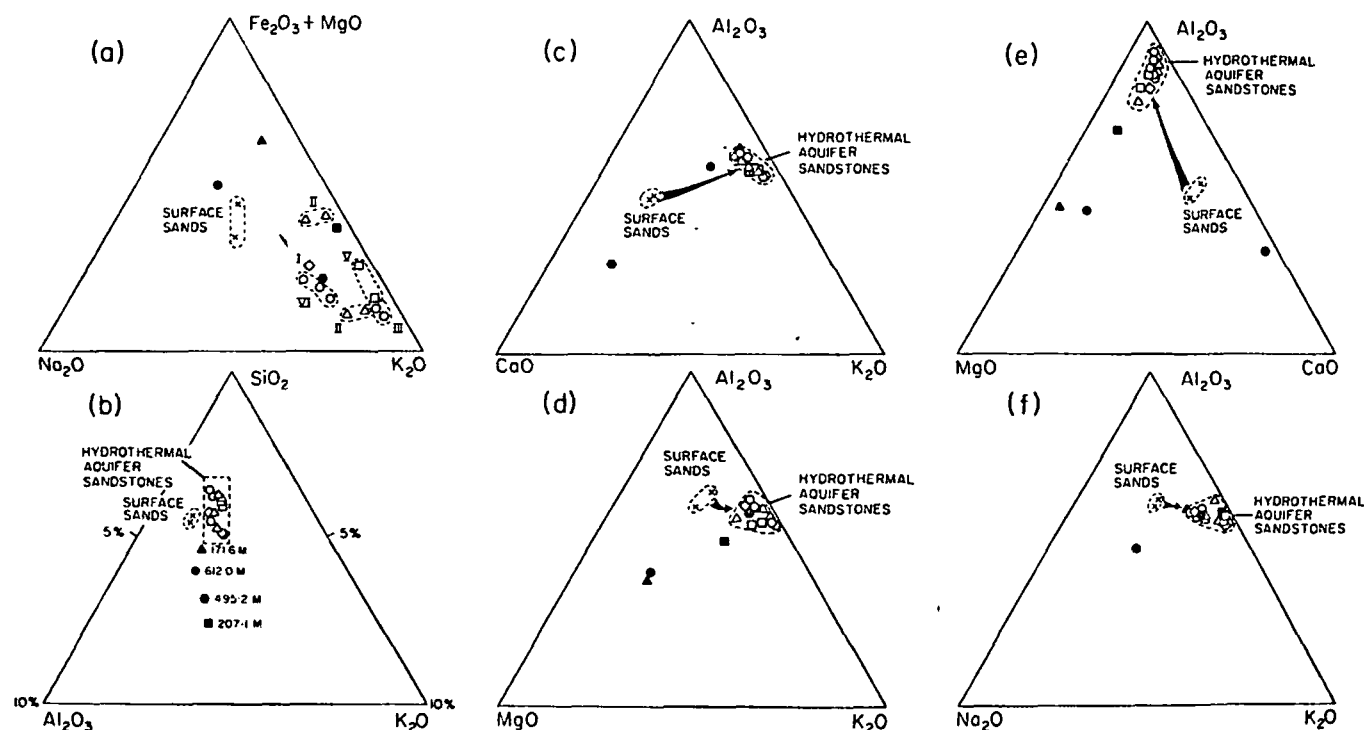 (a)
Fe₂O₃ + MgO
SURFACE
SANDS
II
I
V
VI
II
III
Na₂O
K₂O
(b)
SiO₂
HYDROTHERMAL
AQUIFER
SANDSTONES
SURFACE
SANDS
5%
5%
171.6 M
612.0 M
495.2 M
207.1 M
10%
10%
Al₂O₃
K₂O
(c)
Al₂O₃
HYDROTHERMAL
AQUIFER
SANDSTONES
SURFACE
SANDS
CaO
K₂O
(d)
Al₂O₃
SURFACE
SANDS
HYDROTHERMAL
AQUIFER
SANDSTONES
MgO
K₂O
(e)
Al₂O₃
HYDROTHERMAL
AQUIFER
SANDSTONES
SURFACE
SANDS
MgO
CaO
(f)
Al₂O₃
SURFACE
SANDS
HYDROTHERMAL
AQUIFER
SANDSTONES
Na₂O
K₂O